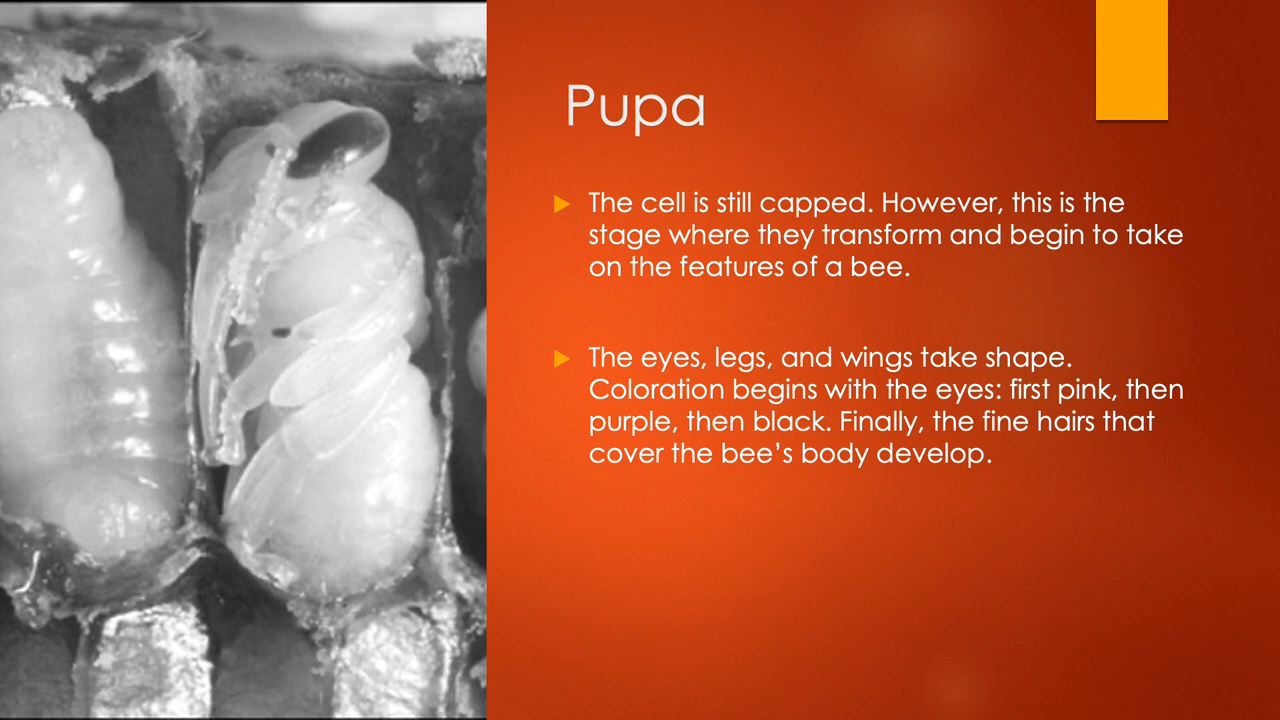 Pupa
The cell is still capped. However, this is the
stage where they transform and begin to take
on the features of a bee.
The eyes, legs, and wings take shape.
Coloration begins with the eyes: first pink, then
purple, then black. Finally, the fine hairs that
cover the bee’s body develop.